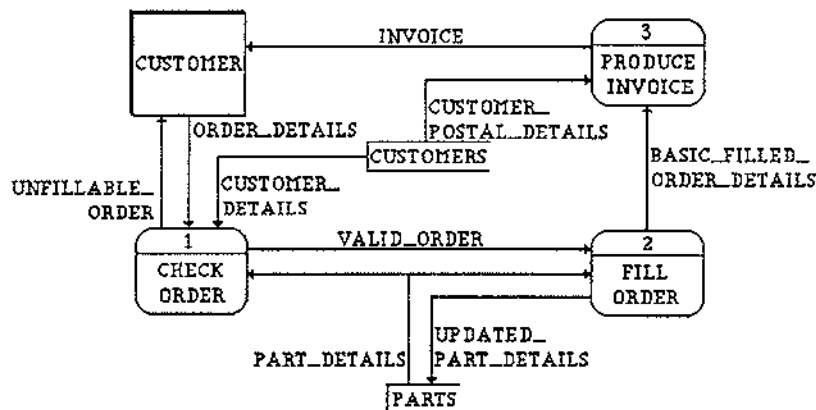 INVOICE
3
CUSTOMER
PRODUCE
INVOICE
CUSTOMER_
POSTAL_DETAILS
ORDER_DETAILS
CUSTOMERS
BASIC_FILLED_
ORDER_DETAILS
UNFILLABLE_
ORDER
CUSTOMER_
DETAILS
1
VALID_ORDER
2
CHECK
ORDER
FILL
ORDER
UPDATED_
PART_DETAILS
PART_DETAILS
PARTS